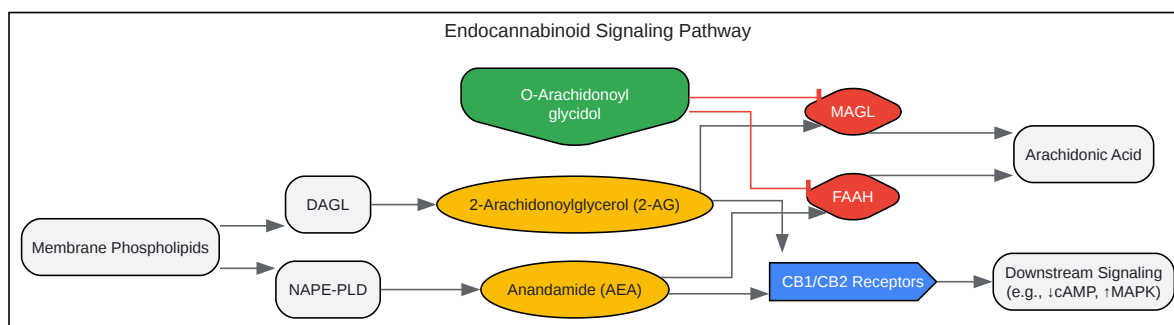 Endocannabinoid Signaling Pathway
O-Arachidonoyl
glycidol
MAGL
Arachidonic Acid
DAGL
2-Arachidonoylglycerol (2-AG)
FAAH
Membrane Phospholipids
NAPE-PLD
Anandamide (AEA)
CB1/CB2 Receptors
Downstream Signaling
(e.g., ↓cAMP, ↑MAPK)